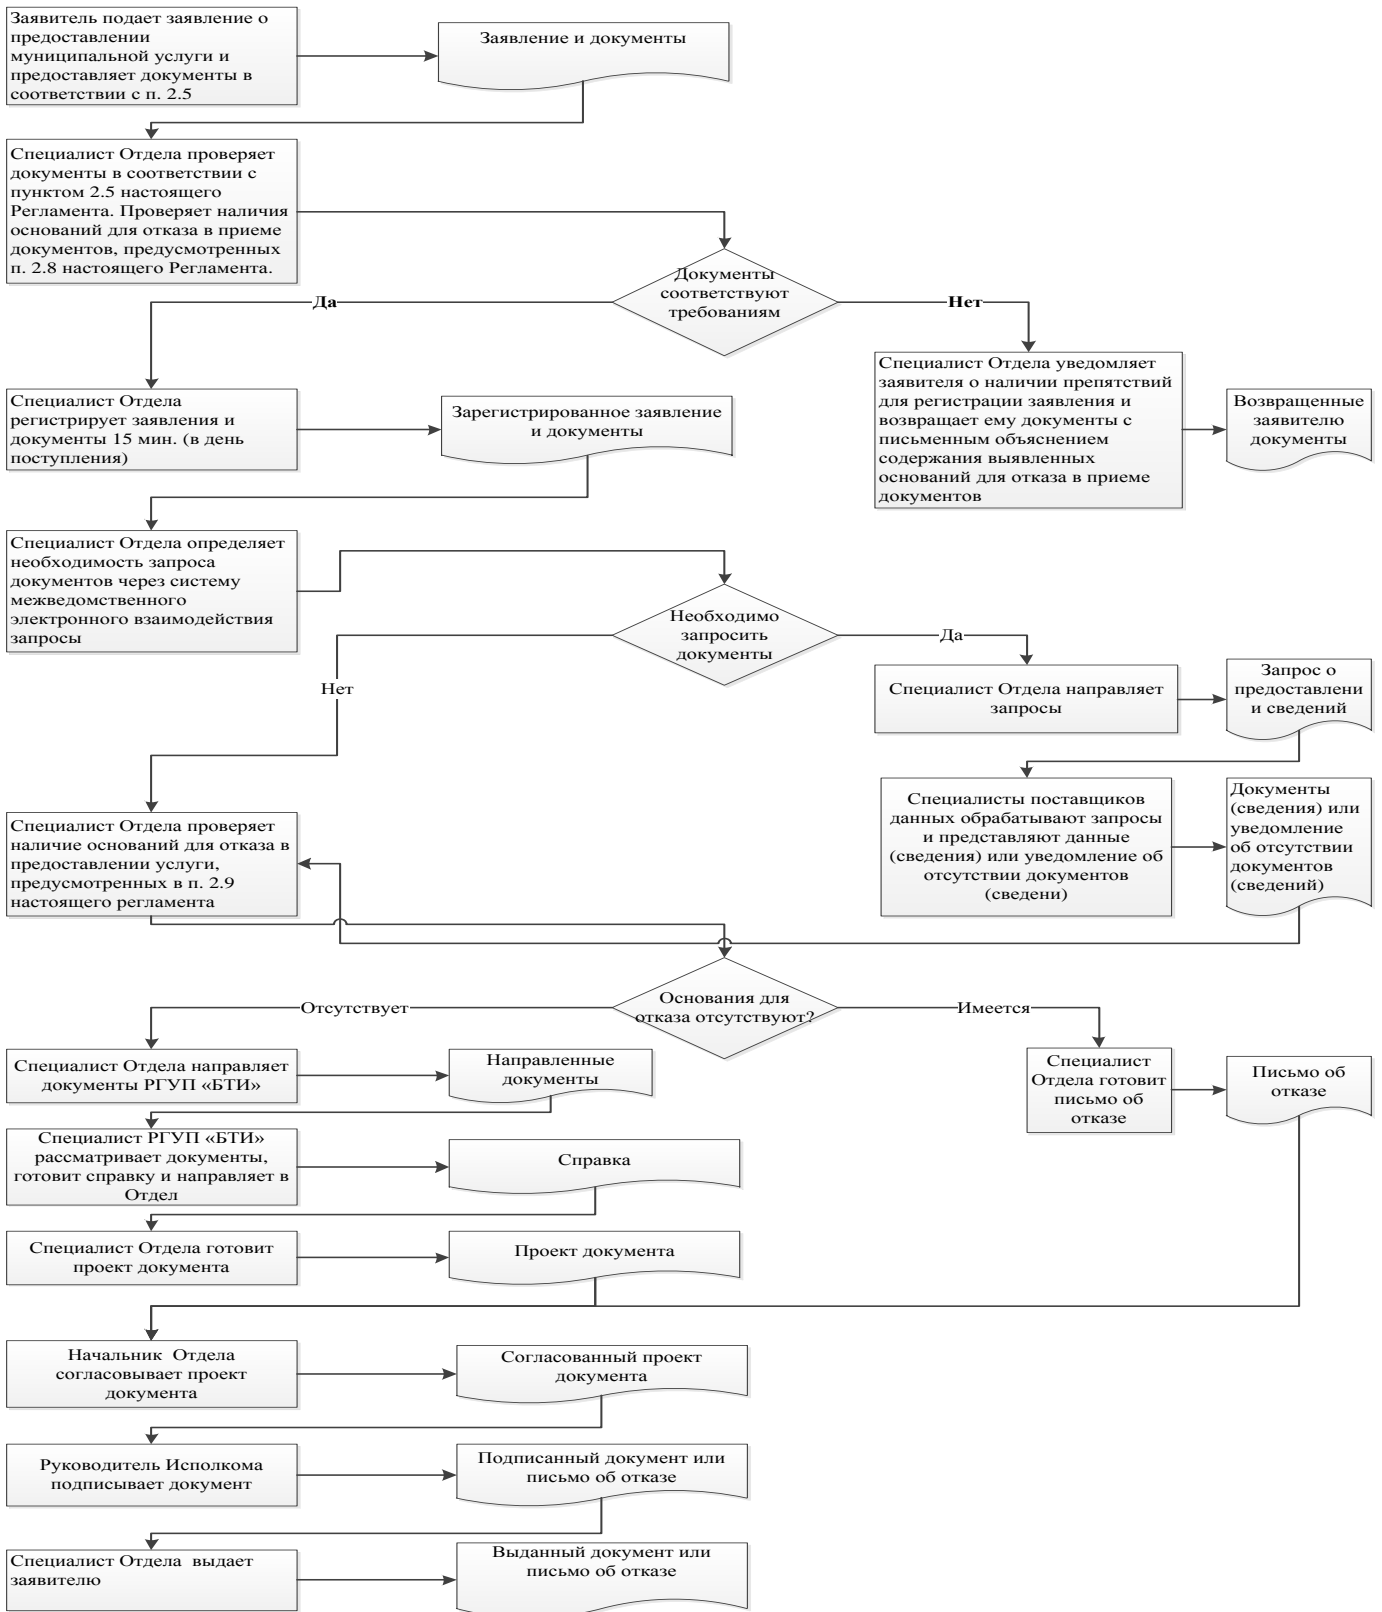 Заявитель подает заявление о
предоставлении
муниципальной услуги и
предоставляет документы в
соответствии с п. 2.5
Заявление и документы
Специалист Отдела проверяет
документы в соответствии с
пунктом 2.5 настоящего
Регламента. Проверяет наличия
оснований для отказа в приеме
документов, предусмотренных
п. 2.8 настоящего Регламента.
Документы
соответствуют
требованиям
Да
Нет
Специалист Отдела
регистрирует заявления и
документы 15 мин. (в день
поступления)
Зарегистрированное заявление
и документы
Специалист Отдела уведомляет
заявителя о наличии препятствий
для регистрации заявления и
возвращает ему документы с
письменным объяснением
содержания выявленных
оснований для отказа в приеме
документов
Возвращенные
заявителю
документы
Специалист Отдела определяет
необходимость запроса
документов через систему
межведомственного
электронного взаимодействия
запросы
Необходимо
запросить
документы
Да
Нет
Специалист Отдела направляет
запросы
Запрос о
предоставлени
и сведений
Специалисты поставщиков
данных обрабатывают запросы
и представляют данные
(сведения) или уведомление об
отсутствии документов
(сведени)
Документы
(сведения) или
уведомление
об отсутствии
документов
(сведений)
Специалист Отдела проверяет
наличие оснований для отказа в
предоставлении услуги,
предусмотренных в п. 2.9
настоящего регламента
Основания для
отказа отсутствуют?
Отсутствует
Имеется
Специалист Отдела направляет
документы РГУП «БТИ»
Направленные
документы
Специалист
Отдела готовит
письмо об
отказе
Письмо об
отказе
Специалист РГУП «БТИ»
рассматривает документы,
готовит справку и направляет в
Отдел
Справка
Специалист Отдела готовит
проект документа
Проект документа
Начальник  Отдела
согласовывает проект
документа
Согласованный проект
документа
Руководитель Исполкома
подписывает документ
Подписанный документ или
письмо об отказе
Специалист Отдела  выдает
заявителю
Выданный документ или
письмо об отказе